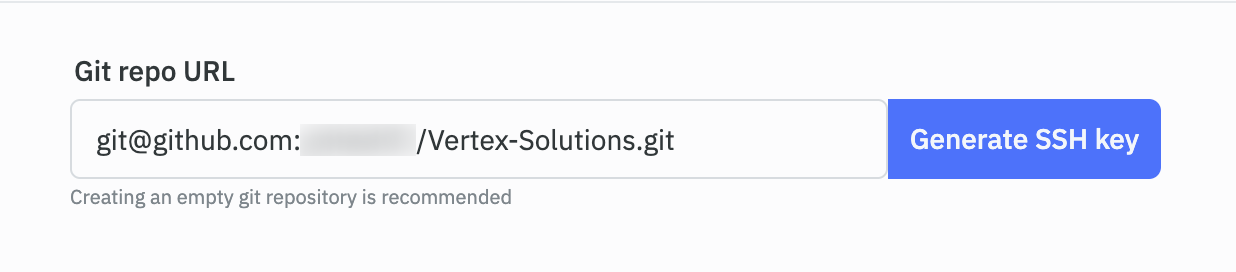 Git repo URL
git@github.com: /Vertex-Solutions.git
Generate SSH key
Creating an empty git repository is recommended